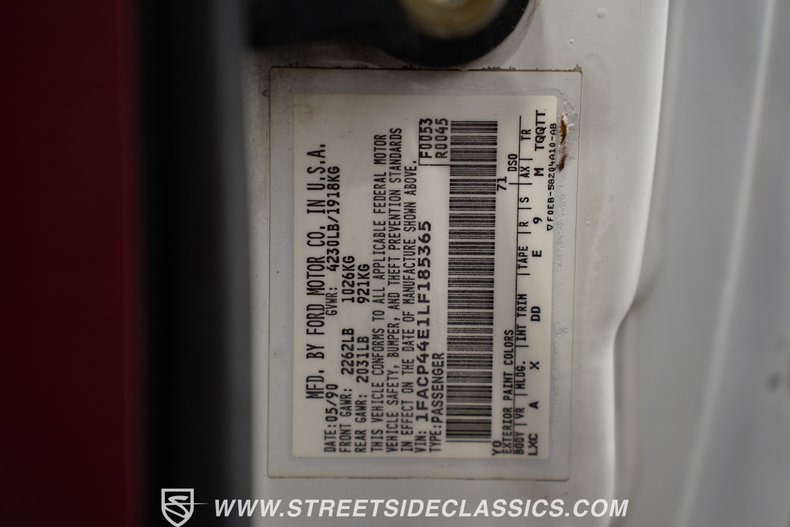 MFD. BY FORD MOTOR CO. IN U.S.A.
DATE: 05/90 GVWR: 4230LB/1918KG
FRONT GAWR: 2262LB 1026KG
REAR GAWR: 2031LB 921KG
THIS VEHICLE CONFORMS TO ALL APPLICABLE FEDERAL MOTOR
VEHICLE SAFETY, BUMPER, AND THEFT PREVENTION STANDARDS
IN EFFECT ON THE DATE OF MANUFACTURE SHOWN ABOVE.
VIN: 1FACP44E1LF185365 F0053
TYPE: PASSENGER R0045
YO 71 DSO
EXTERIOR PAINT COLORS
BODY VR MLDG. INT TRIM TAPE R S AX TR
LXC A X DD E 9 M TQQTT
▽F0EB-58204A10-AB
WWW.STREETSIDECLASSICS.COM